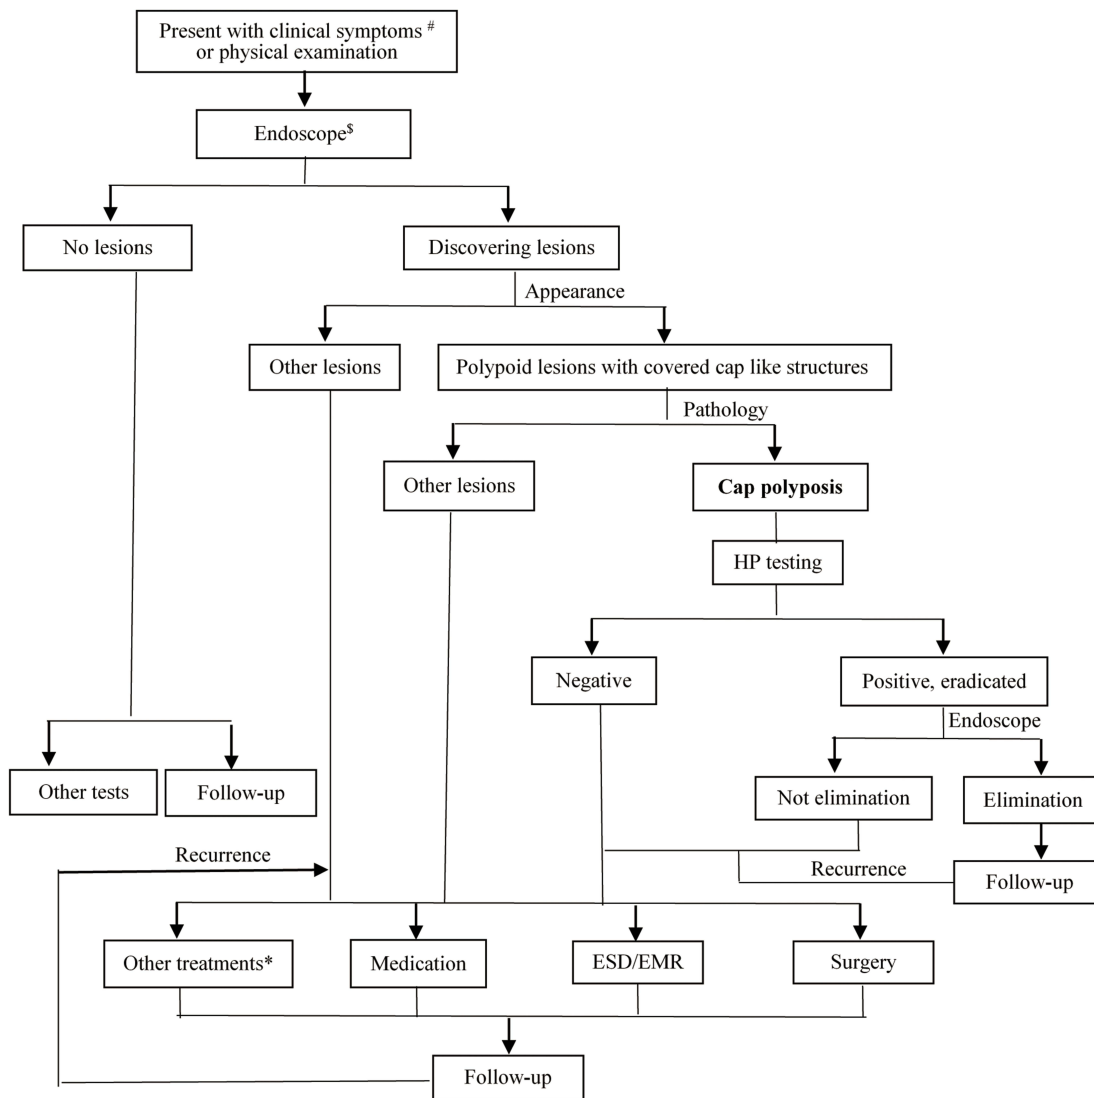 Present with clinical symptoms #
or physical examination
Endoscope$
No lesions
Discovering lesions
Appearance
Other lesions
Polypoid lesions with covered cap like structures
Pathology
Other lesions
Cap polyposis
HP testing
Negative
Positive, eradicated
Endoscope
Other tests
Follow-up
Not elimination
Elimination
Recurrence
Recurrence
Follow-up
Other treatments*
Medication
ESD/EMR
Surgery
Follow-up